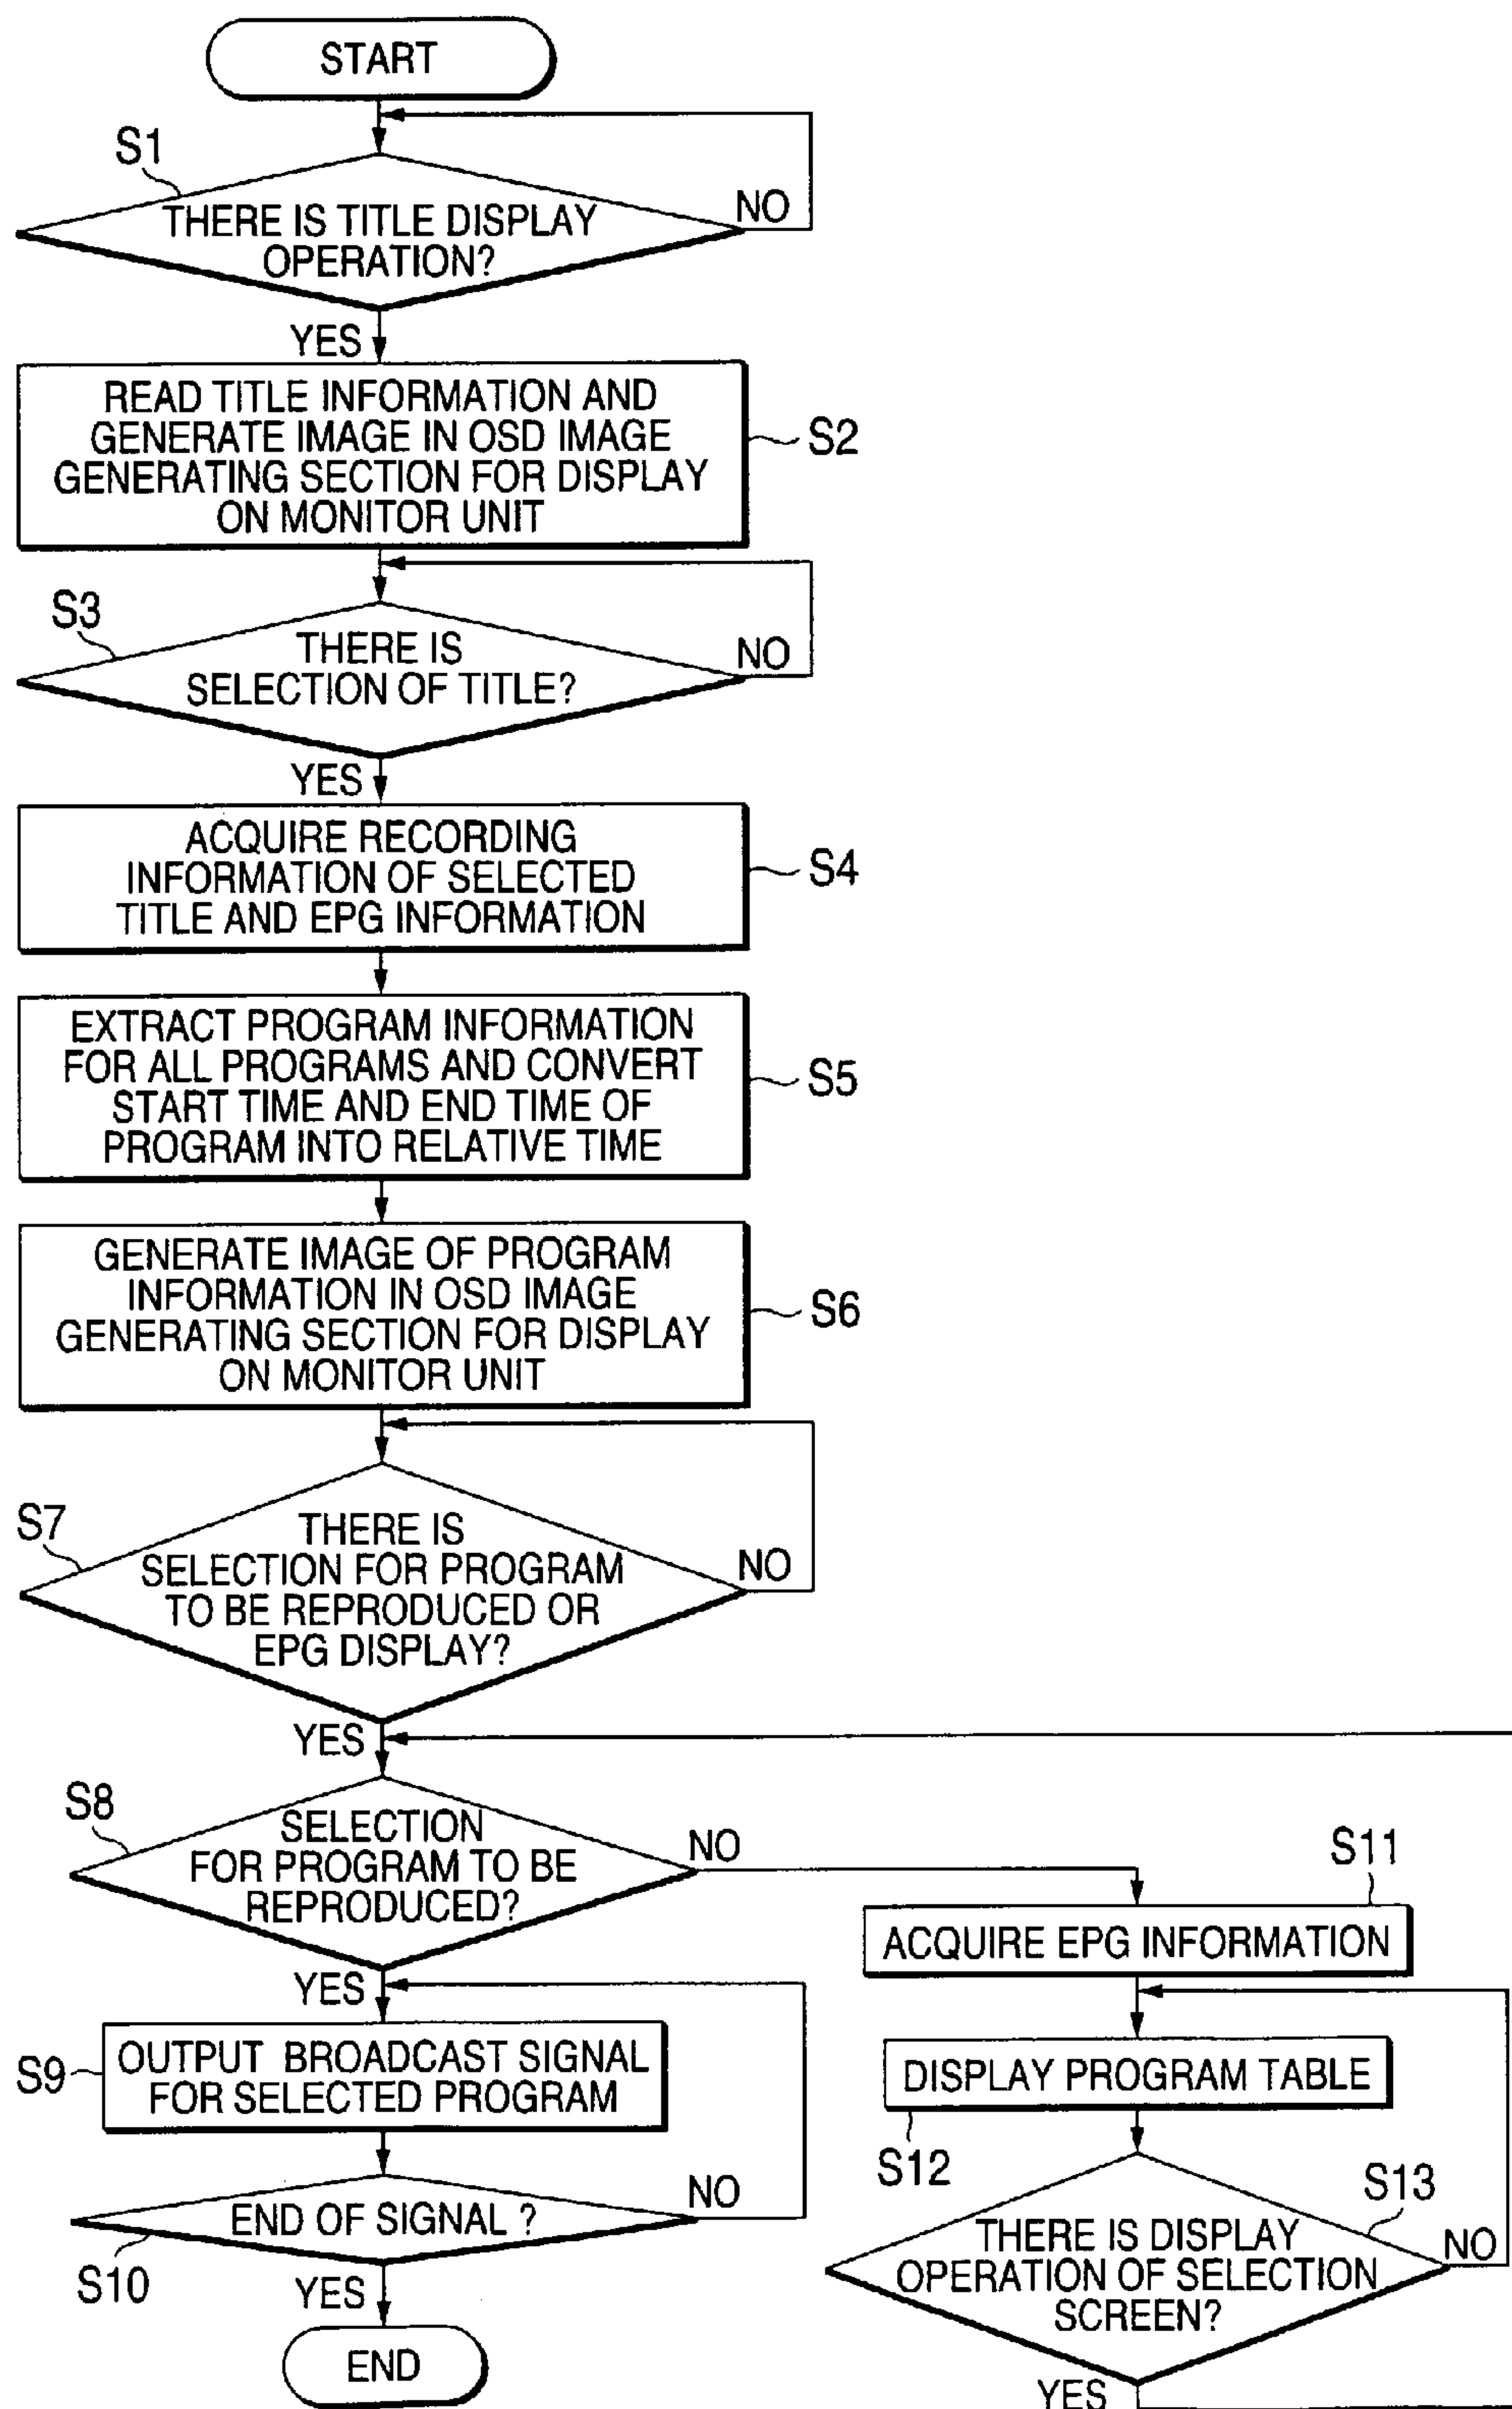 START
S1
THERE IS TITLE DISPLAY
OPERATION?
NO
YES
READ TITLE INFORMATION AND
GENERATE IMAGE IN OSD IMAGE
GENERATING SECTION FOR DISPLAY
ON MONITOR UNIT
S2
S3
THERE IS
SELECTION OF TITLE?
NO
YES
ACQUIRE RECORDING
INFORMATION OF SELECTED
TITLE AND EPG INFORMATION
S4
EXTRACT PROGRAM INFORMATION
FOR ALL PROGRAMS AND CONVERT
START TIME AND END TIME OF
PROGRAM INTO RELATIVE TIME
S5
GENERATE IMAGE OF PROGRAM
INFORMATION IN OSD IMAGE
GENERATING SECTION FOR DISPLAY
ON MONITOR UNIT
S6
S7
THERE IS
SELECTION FOR PROGRAM
TO BE REPRODUCED OR
EPG DISPLAY?
NO
YES
S8
SELECTION
FOR PROGRAM TO BE
REPRODUCED?
NO
YES
S9
OUTPUT BROADCAST SIGNAL
FOR SELECTED PROGRAM
END OF SIGNAL ?
NO
S10
YES
END
S11
ACQUIRE EPG INFORMATION
DISPLAY PROGRAM TABLE
S12
S13
THERE IS DISPLAY
OPERATION OF SELECTION
SCREEN?
NO
YES